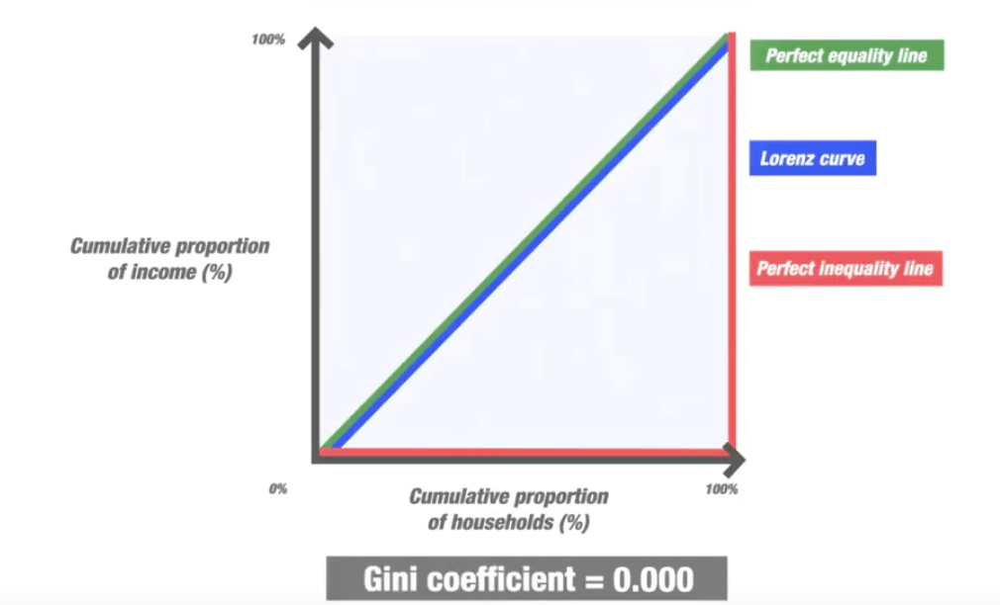 100%
Perfect equality line
Lorenz curve
Cumulative proportion
of income (%)
Perfect inequality line
0%
Cumulative proportion
of households (%)
100%
Gini coefficient = 0.000